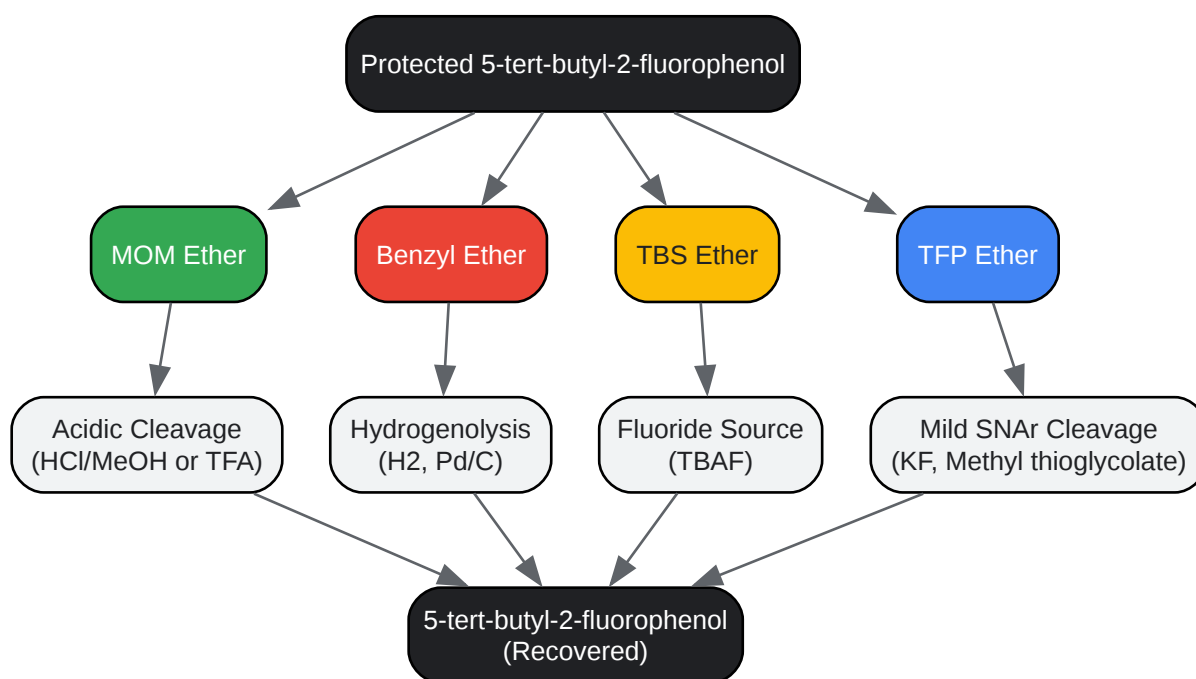 Protected 5-tert-butyl-2-fluorophenol
MOM Ether
Benzyl Ether
TBS Ether
TFP Ether
Acidic Cleavage
(HCl/MeOH or TFA)
Hydrogenolysis
(H2, Pd/C)
Fluoride Source
(TBAF)
Mild SNAr Cleavage
(KF, Methyl thioglycolate)
5-tert-butyl-2-fluorophenol
(Recovered)